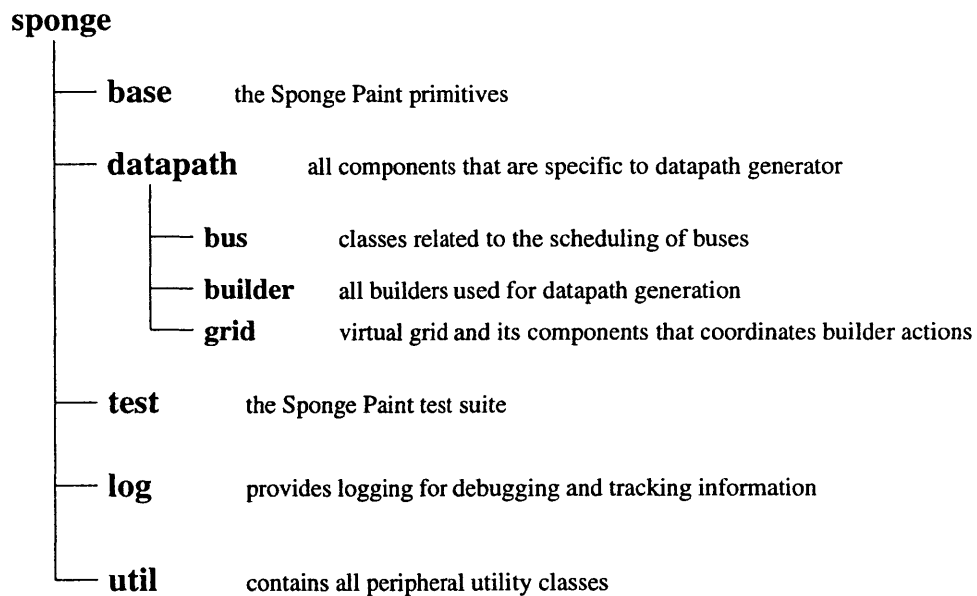 sponge
base the Sponge Paint primitives
datapath all components that are specific to datapath generator
bus classes related to the scheduling of buses
builder all builders used for datapath generation
grid virtual grid and its components that coordinates builder actions
test the Sponge Paint test suite
log provides logging for debugging and tracking information
util contains all peripheral utility classes